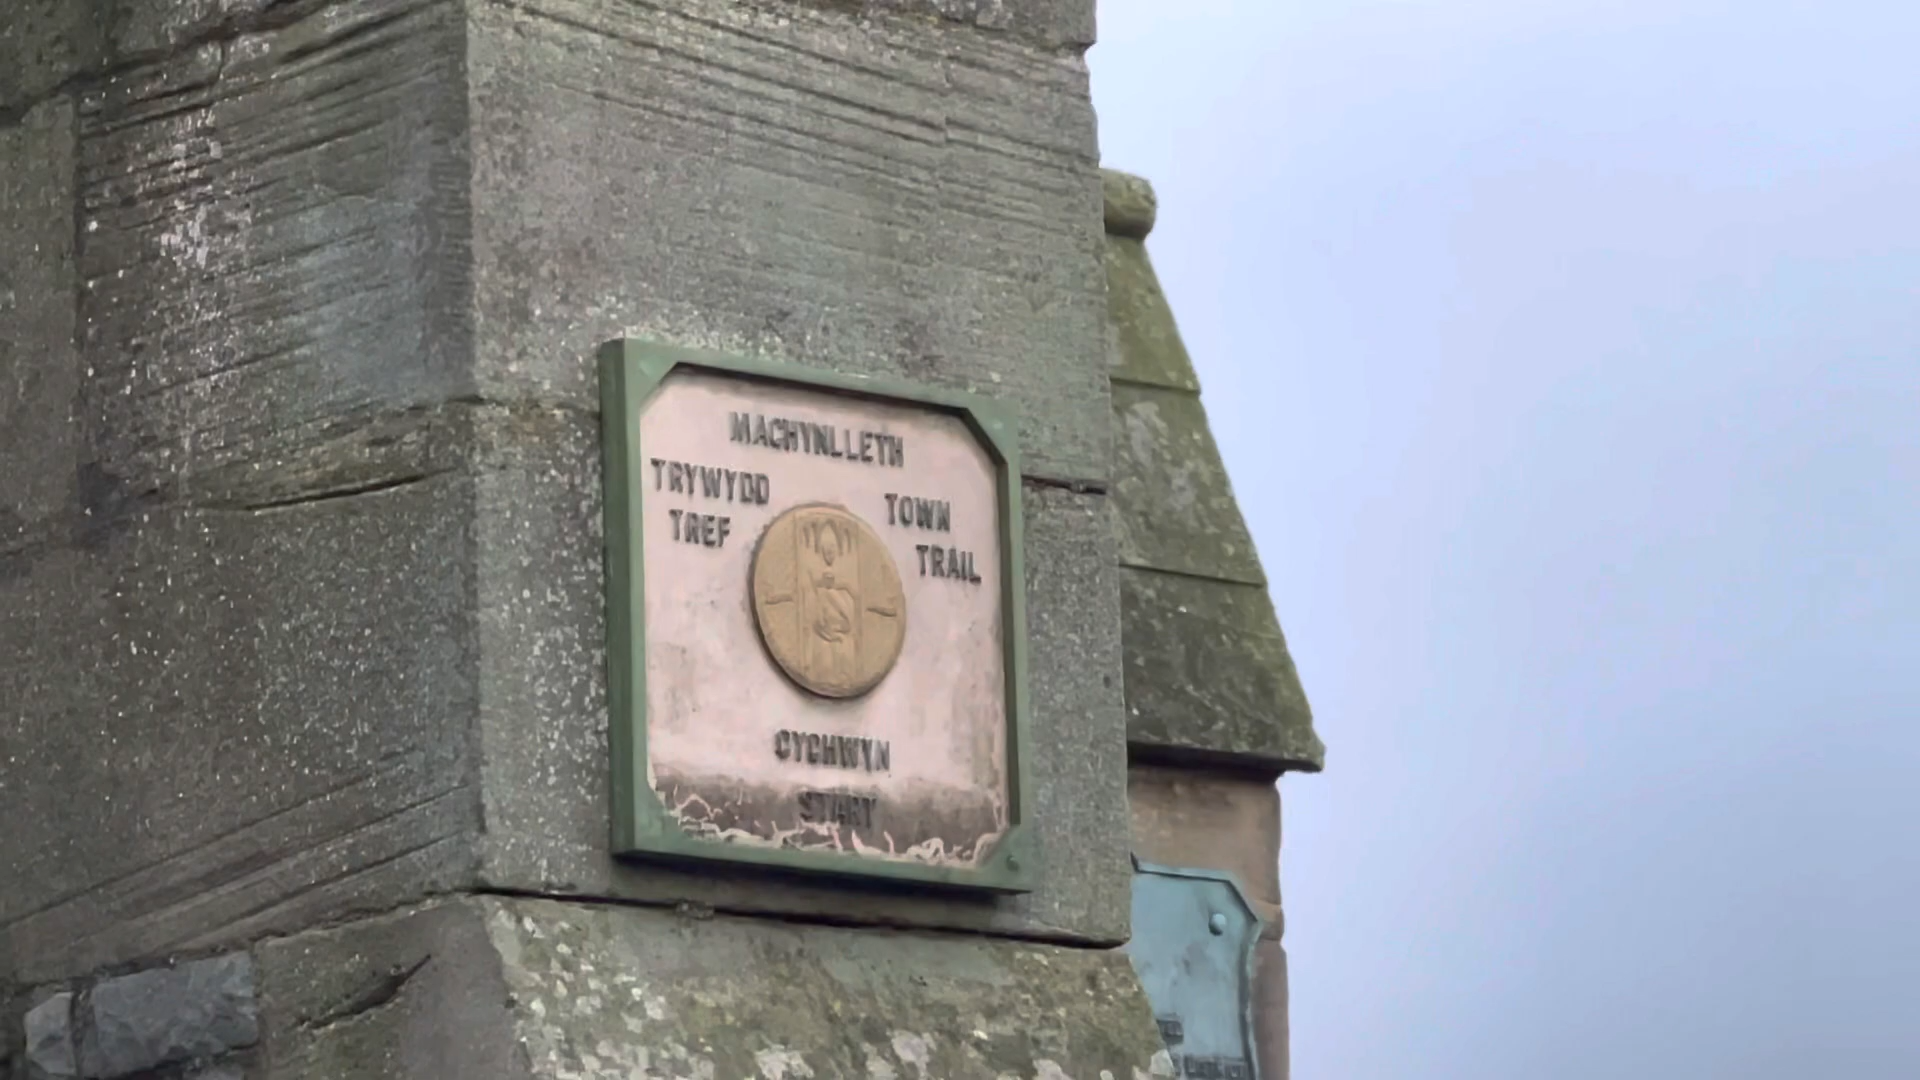 MACHYNLLETH
TRYWYDD
TREF
TOWN
TRAIL
CYCHWYN
START